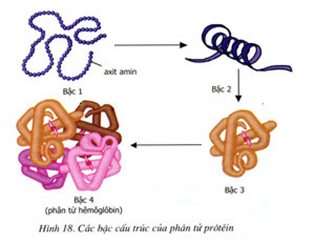 axit amin
Bậc 1
Bậc 2
Bậc 4
(phân tử hêmôglôbin)
Bậc 3
Hình 18. Các bậc cấu trúc của phân tử prôtêin